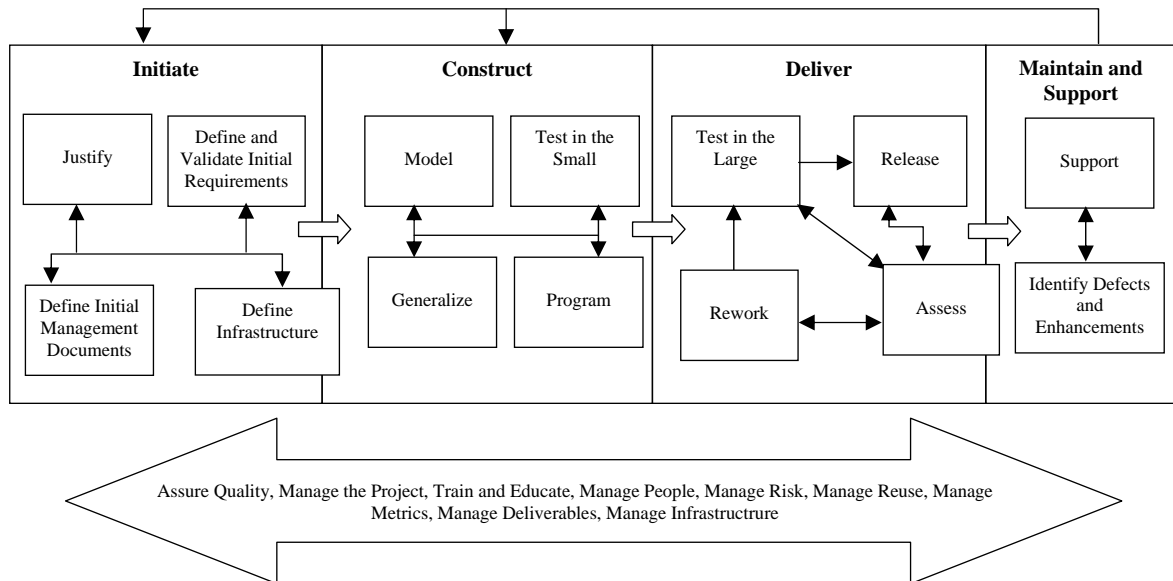 Initiate
Justify
Define and
Validate Initial
Requirements
Define Initial
Management
Documents
Define
Infrastructure
Construct
Model
Test in the
Small
Generalize
Program
Deliver
Test in the
Large
Release
Rework
Assess
Maintain and
Support
Support
Identify Defects
and
Enhancements
Assure Quality, Manage the Project, Train and Educate, Manage People, Manage Risk, Manage Reuse, Manage
Metrics, Manage Deliverables, Manage Infrastructrure